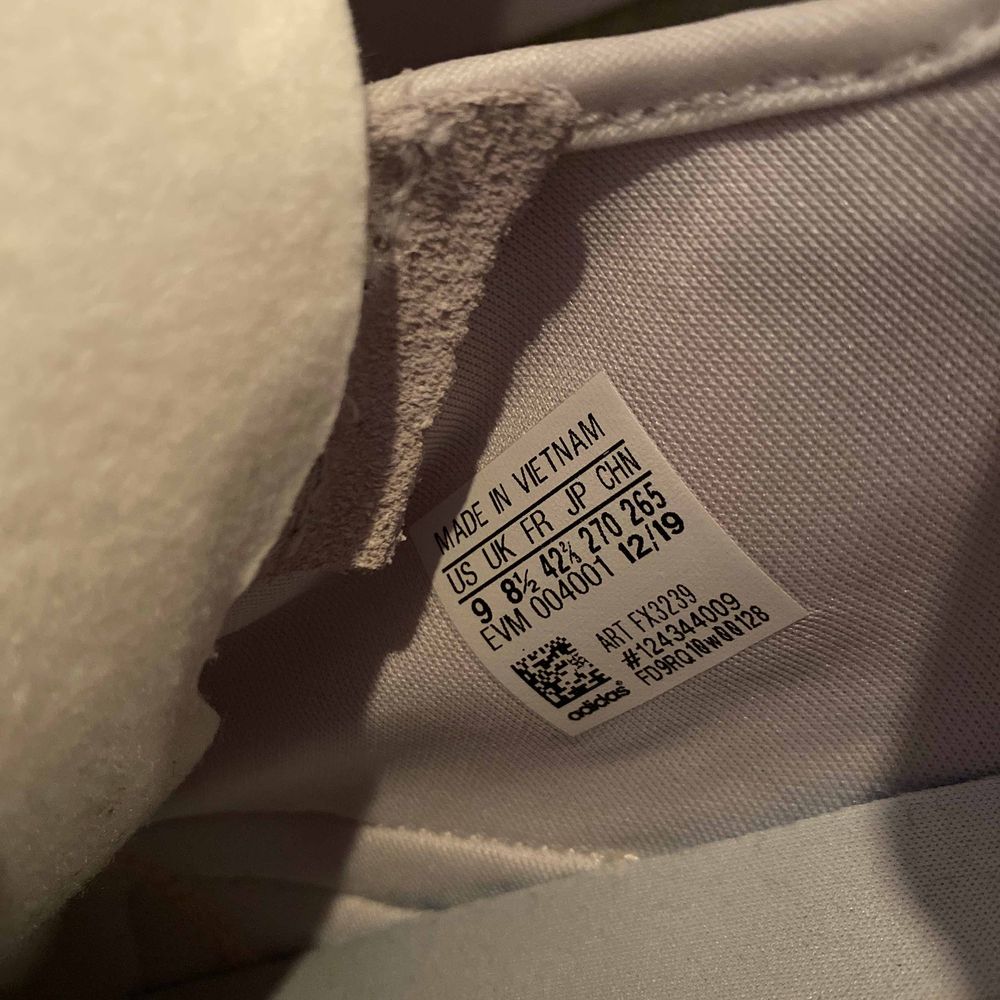 MADE IN VIETNAM
US UK FR JP CHN
9 8½ 42⅔ 270 265
EVM 004001 12/19
ART FX3239
#124344009
FD9RQ10W00128
adidas®